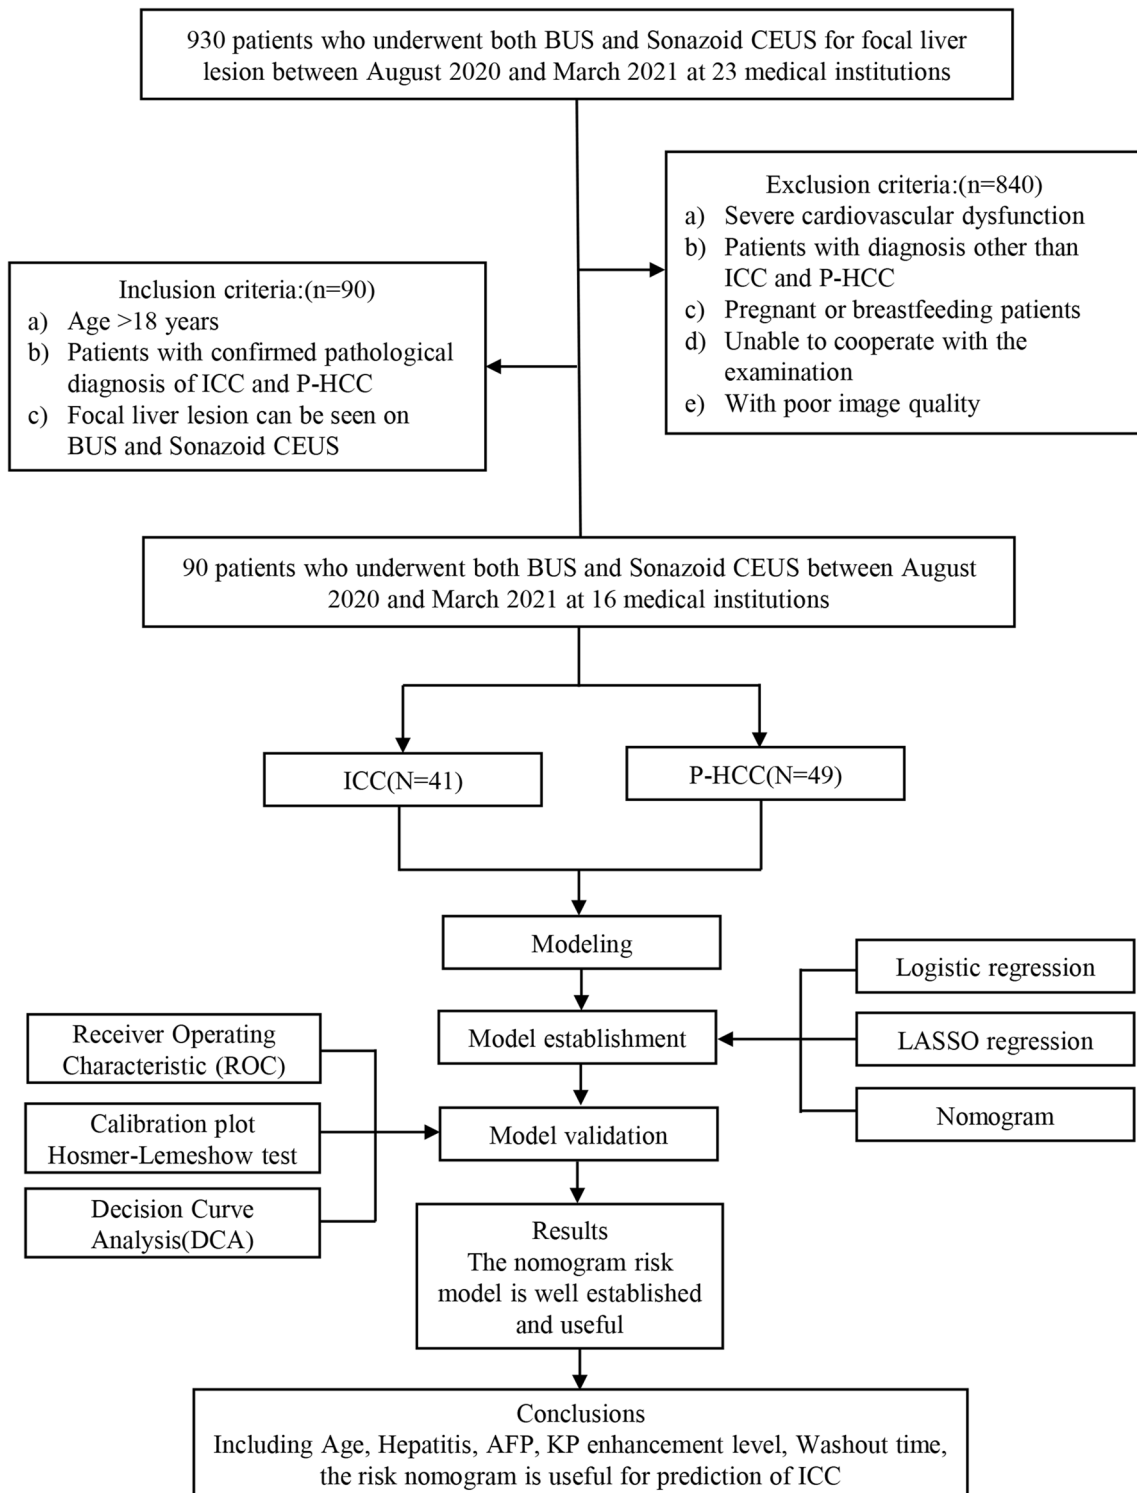 930 patients who underwent both BUS and Sonazoid CEUS for focal liver
lesion between August 2020 and March 2021 at 23 medical institutions
Exclusion criteria:(n=840)
a) Severe cardiovascular dysfunction
b) Patients with diagnosis other than
ICC and P-HCC
c) Pregnant or breastfeeding patients
d) Unable to cooperate with the
examination
e) With poor image quality
Inclusion criteria:(n=90)
a) Age >18 years
b) Patients with confirmed pathological
diagnosis of ICC and P-HCC
c) Focal liver lesion can be seen on
BUS and Sonazoid CEUS
90 patients who underwent both BUS and Sonazoid CEUS between August
2020 and March 2021 at 16 medical institutions
ICC(N=41)
P-HCC(N=49)
Modeling
Logistic regression
Model establishment
LASSO regression
Nomogram
Receiver Operating
Characteristic (ROC)
Calibration plot
Hosmer-Lemeshow test
Model validation
Decision Curve
Analysis(DCA)
Results
The nomogram risk
model is well established
and useful
Conclusions
Including Age, Hepatitis, AFP, KP enhancement level, Washout time,
the risk nomogram is useful for prediction of ICC